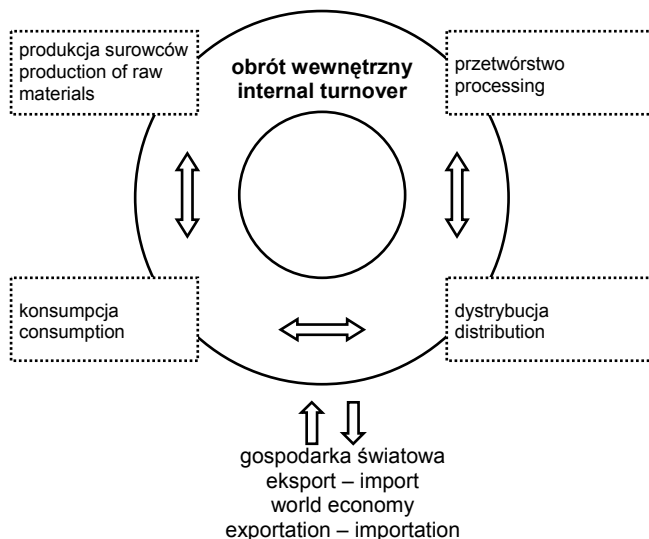 produkcja surowców
production of raw
materials
obrót wewnętrzny
internal turnover
przetwórstwo
processing
konsumpcja
consumption
dystrybucja
distribution
gospodarka światowa
eksport – import
world economy
exportation – importation